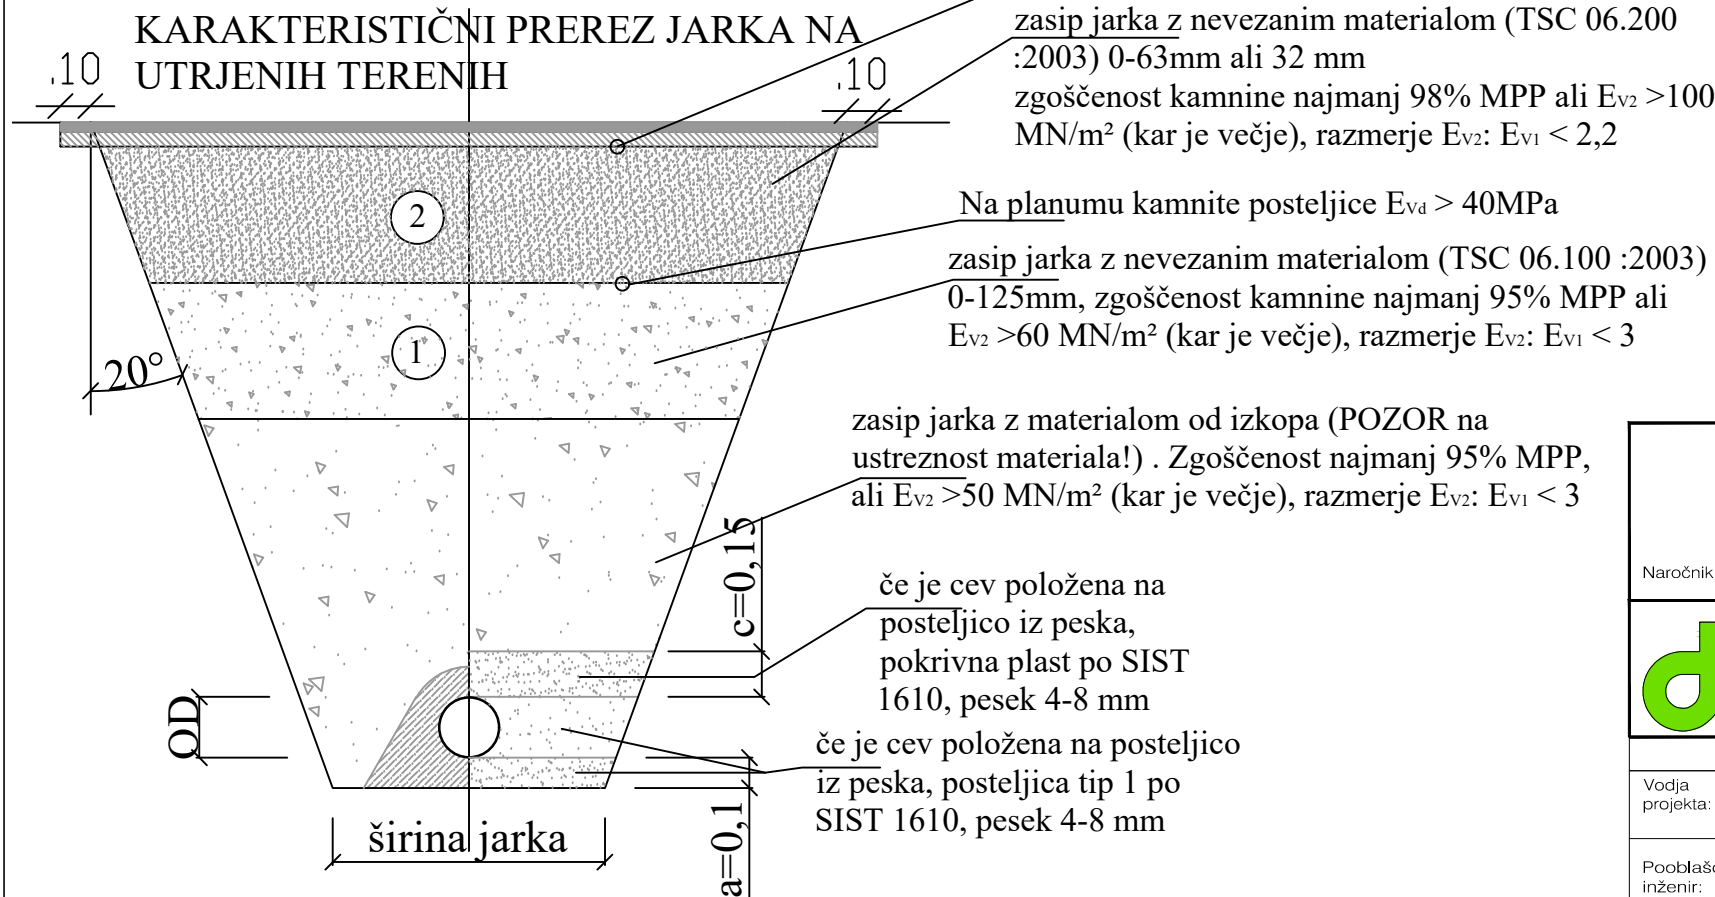 KARAKTERISTIČNI PREREZ JARKA NA
UTRJENIH TERENIH
.10
.10
zasip jarka z nevezanim materialom (TSC 06.200
:2003) 0-63mm ali 32 mm
zgoščenost kamnine najmanj 98% MPP ali EV2 >100
MN/m² (kar je večje), razmerje EV2: EV1 < 2,2
2
Na planumu kamnite posteljice EVd > 40MPa
zasip jarka z nevezanim materialom (TSC 06.100 :2003)
0-125mm, zgoščenost kamnine najmanj 95% MPP ali
EV2 >60 MN/m² (kar je večje), razmerje EV2: EV1 < 3
1
20°
zasip jarka z materialom od izkopa (POZOR na
ustreznost materiala!) . Zgoščenost najmanj 95% MPP,
ali EV2 >50 MN/m² (kar je večje), razmerje EV2: EV1 < 3
c=0,15
če je cev položena na
posteljico iz peska,
pokrivna plast po SIST
1610, pesek 4-8 mm
OD
če je cev položena na posteljico
iz peska, posteljica tip 1 po
SIST 1610, pesek 4-8 mm
širina jarka
a=0,1
Naročnik
Vodja
projekta:
Pooblašč
inženir: